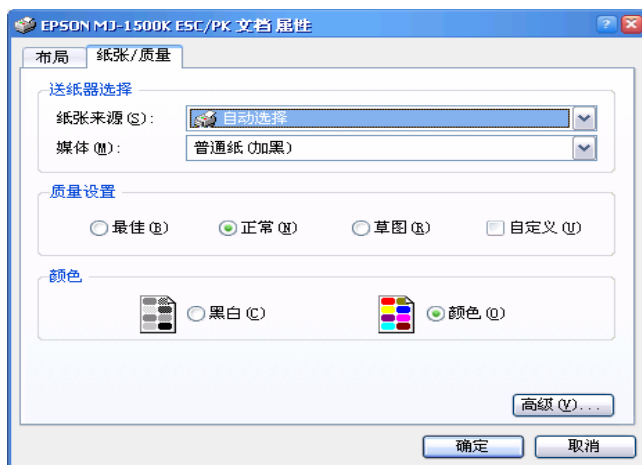 EPSON MJ-1500K ESC/PK 文档 属性
布局 纸张/质量
送纸器选择
纸张来源(S): 自动选择
媒体(M): 普通纸(加黑)
质量设置
最佳(B) 正常(N) 草图(R) 自定义(U)
颜色
黑白(C) 颜色(O)
高级(V)...
确定 取消